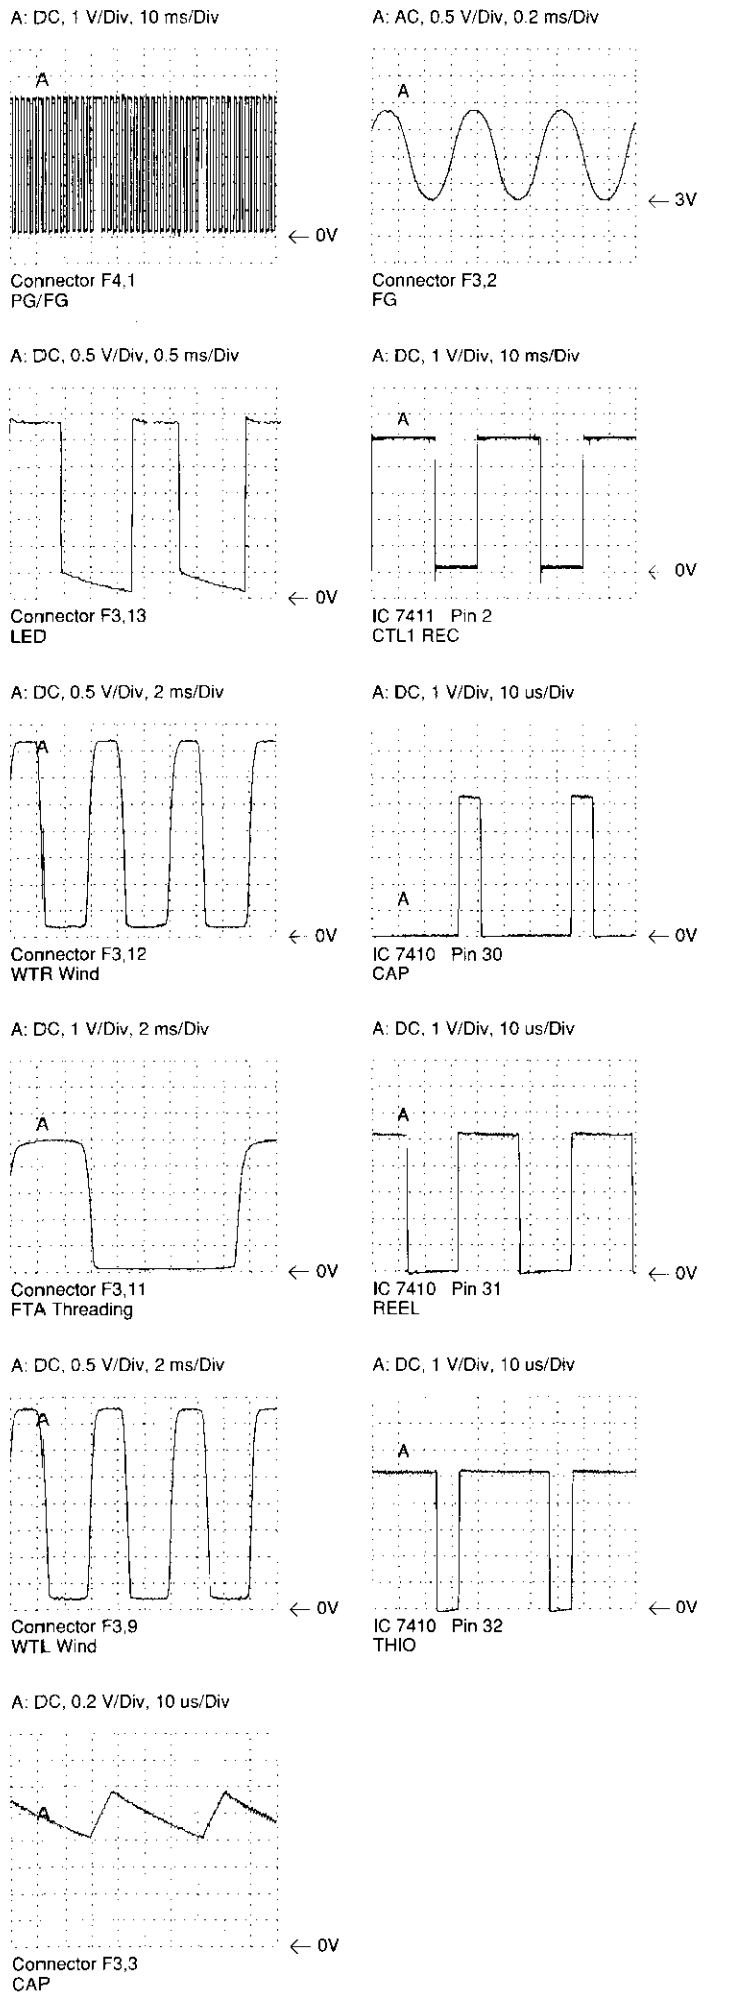 A: DC, 1 V/Div, 10 ms/Div
A
← 0V
Connector F4,1
PG/FG
A: AC, 0.5 V/Div, 0.2 ms/Div
A
← 3V
Connector F3,2
FG
A: DC, 0.5 V/Div, 0.5 ms/Div
← 0V
Connector F3,13
LED
A: DC, 1 V/Div, 10 ms/Div
A
← 0V
IC 7411 Pin 2
CTL1 REC
A: DC, 0.5 V/Div, 2 ms/Div
A
← 0V
Connector F3,12
WTR Wind
A: DC, 1 V/Div, 10 us/Div
A
← 0V
IC 7410 Pin 30
CAP
A: DC, 1 V/Div, 2 ms/Div
A
← 0V
Connector F3,11
FTA Threading
A: DC, 1 V/Div, 10 us/Div
A
← 0V
IC 7410 Pin 31
REEL
A: DC, 0.5 V/Div, 2 ms/Div
A
← 0V
Connector F3,9
WTL Wind
A: DC, 1 V/Div, 10 us/Div
A
← 0V
IC 7410 Pin 32
THIO
A: DC, 0.2 V/Div, 10 us/Div
A
← 0V
Connector F3,3
CAP